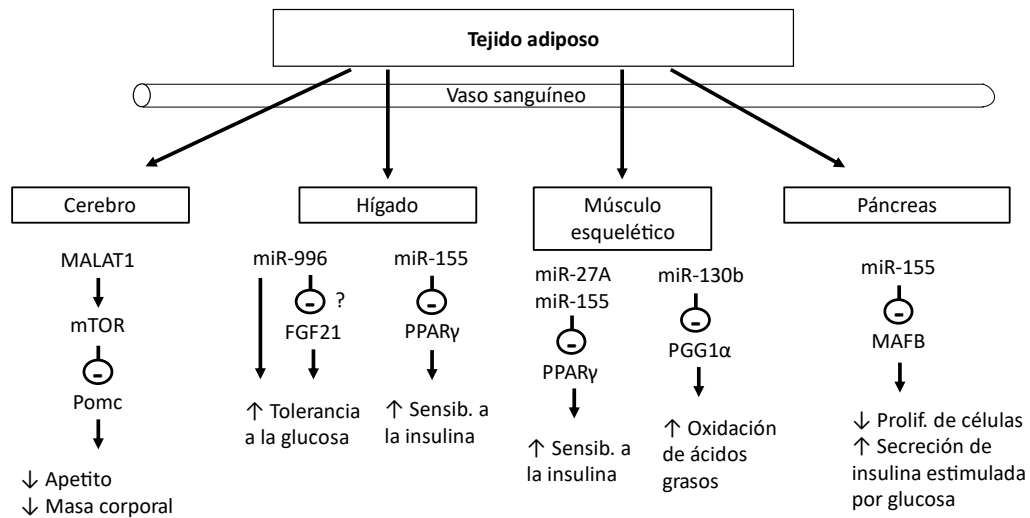 Tejido adiposo
Vaso sanguíneo
Cerebro
MALAT1
mTOR
-
Pomc
↓ Apetito
↓ Masa corporal
Hígado
miR-996
-
?
FGF21
↑ Tolerancia
a la glucosa
miR-155
-
PPARγ
↑ Sensib. a
la insulina
Músculo
esquelético
miR-27A
miR-155
-
PPARγ
↑ Sensib. a
la insulina
miR-130b
-
PGG1α
↑ Oxidación
de ácidos
grasos
Páncreas
miR-155
-
MAFB
↓ Prolif. de células
↑ Secreción de
insulina estimulada
por glucosa